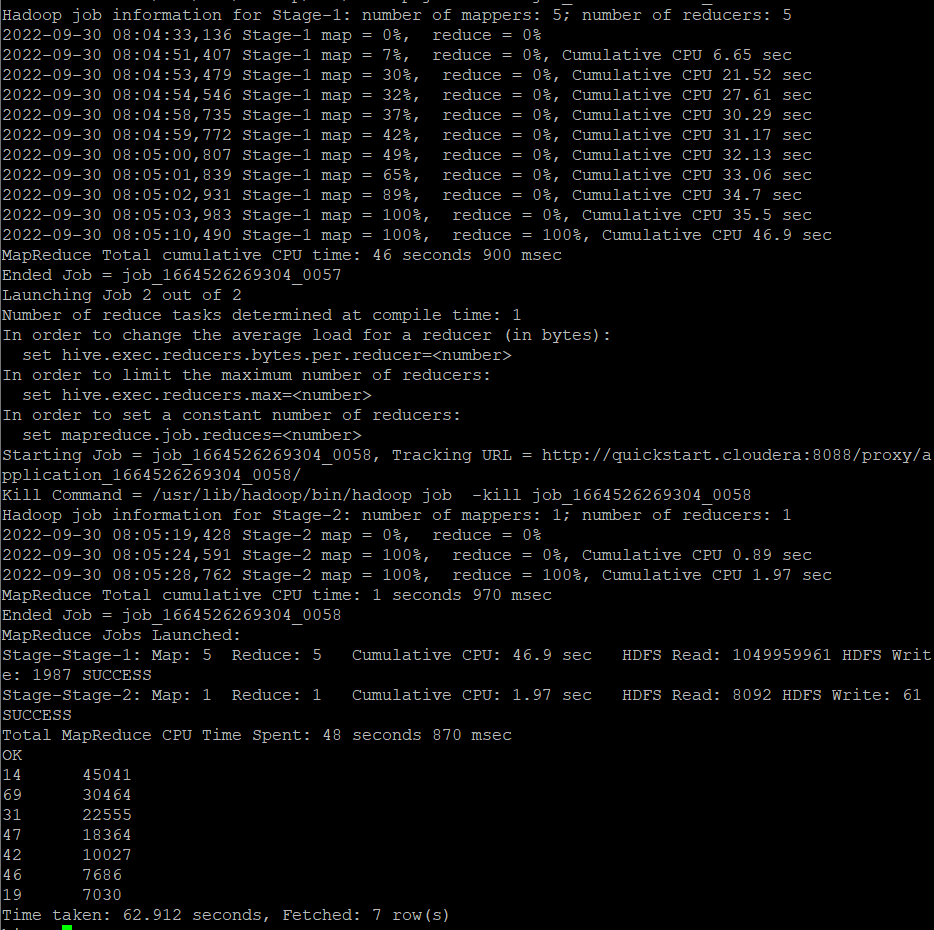 Hadoop job information for Stage-1: number of mappers: 5; number of reducers: 5
2022-09-30 08:04:33,136 Stage-1 map = 0%,  reduce = 0%
2022-09-30 08:04:51,407 Stage-1 map = 7%,  reduce = 0%, Cumulative CPU 6.65 sec
2022-09-30 08:04:53,479 Stage-1 map = 30%,  reduce = 0%, Cumulative CPU 21.52 sec
2022-09-30 08:04:54,546 Stage-1 map = 32%,  reduce = 0%, Cumulative CPU 27.61 sec
2022-09-30 08:04:58,735 Stage-1 map = 37%,  reduce = 0%, Cumulative CPU 30.29 sec
2022-09-30 08:04:59,772 Stage-1 map = 42%,  reduce = 0%, Cumulative CPU 31.17 sec
2022-09-30 08:05:00,807 Stage-1 map = 49%,  reduce = 0%, Cumulative CPU 32.13 sec
2022-09-30 08:05:01,839 Stage-1 map = 65%,  reduce = 0%, Cumulative CPU 33.06 sec
2022-09-30 08:05:02,931 Stage-1 map = 89%,  reduce = 0%, Cumulative CPU 34.7 sec
2022-09-30 08:05:03,983 Stage-1 map = 100%,  reduce = 0%, Cumulative CPU 35.5 sec
2022-09-30 08:05:10,490 Stage-1 map = 100%,  reduce = 100%, Cumulative CPU 46.9 sec
MapReduce Total cumulative CPU time: 46 seconds 900 msec
Ended Job = job_1664526269304_0057
Launching Job 2 out of 2
Number of reduce tasks determined at compile time: 1
In order to change the average load for a reducer (in bytes):
  set hive.exec.reducers.bytes.per.reducer=<number>
In order to limit the maximum number of reducers:
  set hive.exec.reducers.max=<number>
In order to set a constant number of reducers:
  set mapreduce.job.reduces=<number>
Starting Job = job_1664526269304_0058, Tracking URL = http://quickstart.cloudera:8088/proxy/a
pplication_1664526269304_0058/
Kill Command = /usr/lib/hadoop/bin/hadoop job  -kill job_1664526269304_0058
Hadoop job information for Stage-2: number of mappers: 1; number of reducers: 1
2022-09-30 08:05:19,428 Stage-2 map = 0%,  reduce = 0%
2022-09-30 08:05:24,591 Stage-2 map = 100%,  reduce = 0%, Cumulative CPU 0.89 sec
2022-09-30 08:05:28,762 Stage-2 map = 100%,  reduce = 100%, Cumulative CPU 1.97 sec
MapReduce Total cumulative CPU time: 1 seconds 970 msec
Ended Job = job_1664526269304_0058
MapReduce Jobs Launched:
Stage-Stage-1: Map: 5  Reduce: 5   Cumulative CPU: 46.9 sec   HDFS Read: 1049959961 HDFS Writ
e: 1987 SUCCESS
Stage-Stage-2: Map: 1  Reduce: 1   Cumulative CPU: 1.97 sec   HDFS Read: 8092 HDFS Write: 61
SUCCESS
Total MapReduce CPU Time Spent: 48 seconds 870 msec
OK
14      45041
69      30464
31      22555
47      18364
42      10027
46      7686
19      7030
Time taken: 62.912 seconds, Fetched: 7 row(s)